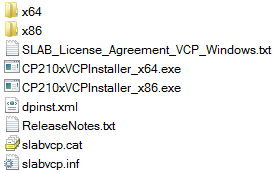 x64
x86
SLAB_License_Agreement_VCP_Windows.txt
CP210xVCPInstaller_x64.exe
CP210xVCPInstaller_x86.exe
dpinst.xml
ReleaseNotes.txt
slabvcp.cat
slabvcp.inf